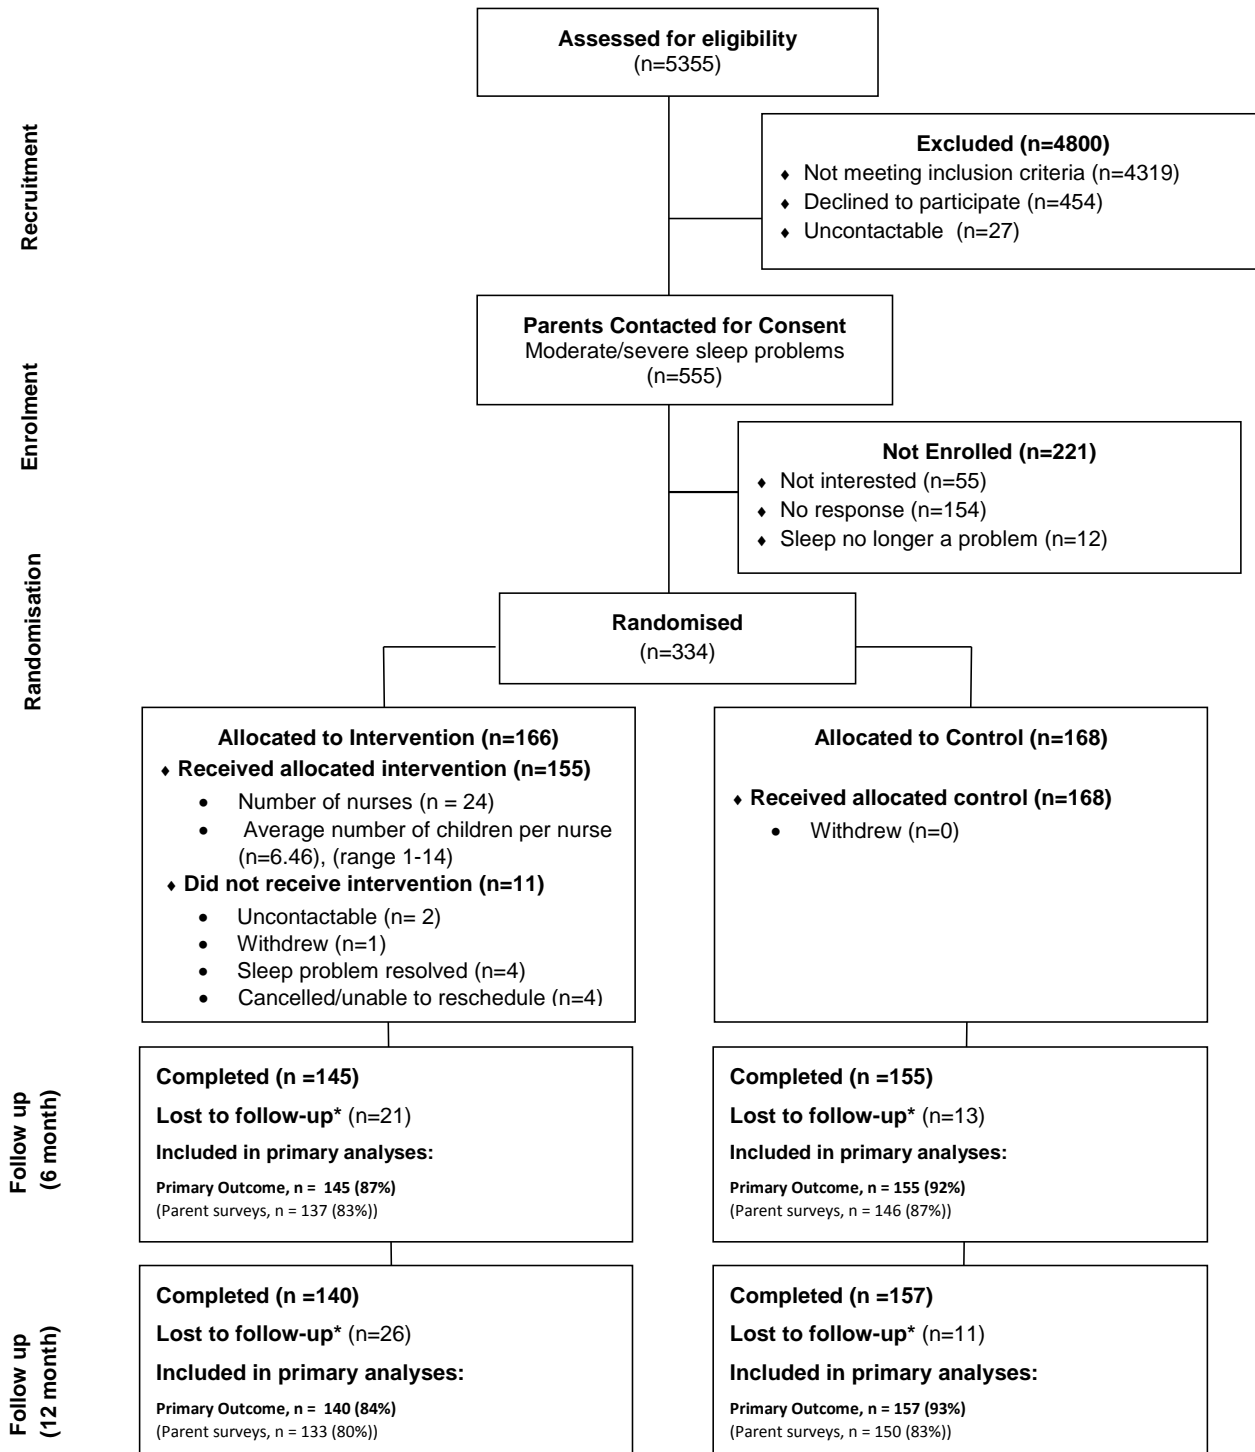 Assessed for eligibility
(n=5355)
Recruitment
Excluded (n=4800)
♦ Not meeting inclusion criteria (n=4319)
♦ Declined to participate (n=454)
♦ Uncontactable  (n=27)
Parents Contacted for Consent
Moderate/severe sleep problems
(n=555)
Enrolment
Not Enrolled (n=221)
♦ Not interested (n=55)
♦ No response (n=154)
♦ Sleep no longer a problem (n=12)
Randomisation
Randomised
(n=334)
Allocated to Intervention (n=166)
♦ Received allocated intervention (n=155)
• Number of nurses (n = 24)
• Average number of children per nurse
(n=6.46), (range 1-14)
♦ Did not receive intervention (n=11)
• Uncontactable (n= 2)
• Withdrew (n=1)
• Sleep problem resolved (n=4)
• Cancelled/unable to reschedule (n=4)
Allocated to Control (n=168)
♦ Received allocated control (n=168)
• Withdrew (n=0)
Follow up
(6 month)
Completed (n =145)
Lost to follow-up* (n=21)
Included in primary analyses:
Primary Outcome, n =  145 (87%)
(Parent surveys, n = 137 (83%))
Completed (n =155)
Lost to follow-up* (n=13)
Included in primary analyses:
Primary Outcome, n = 155 (92%)
(Parent surveys, n = 146 (87%))
Follow up
(12 month)
Completed (n =140)
Lost to follow-up* (n=26)
Included in primary analyses:
Primary Outcome, n =  140 (84%)
(Parent surveys, n = 133 (80%))
Completed (n =157)
Lost to follow-up* (n=11)
Included in primary analyses:
Primary Outcome, n = 157 (93%)
(Parent surveys, n = 150 (83%))